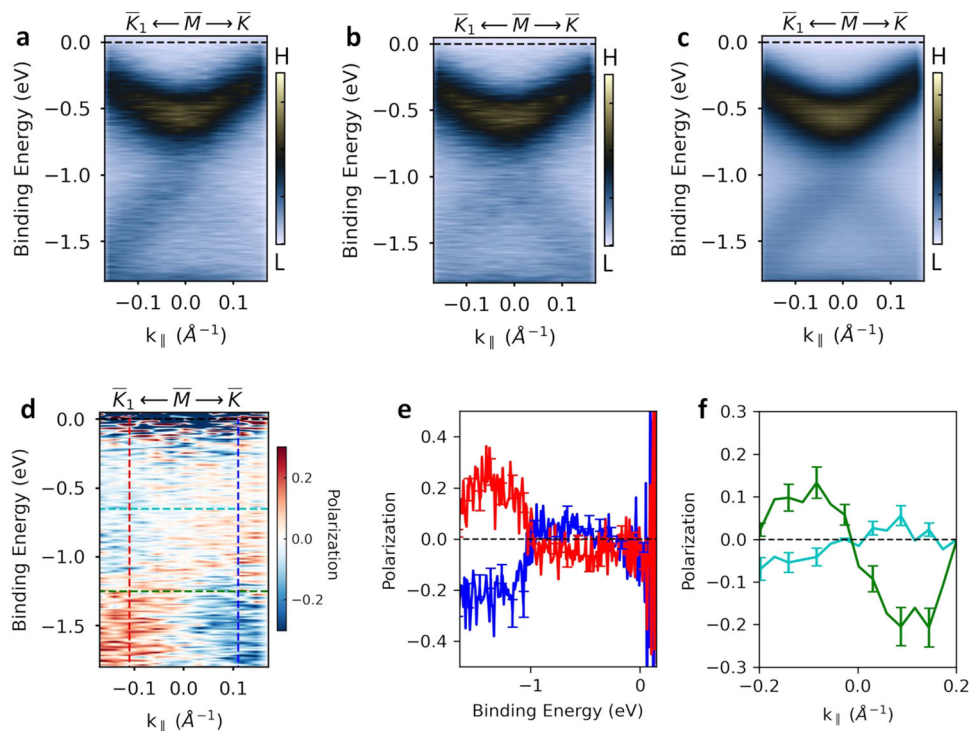 K̅₁ ← M̅ → K̅
K̅₁ ← M̅ → K̅
K̅₁ ← M̅ → K̅
a
b
c
0.0
−0.5
−1.0
−1.5
Binding Energy (eV)
H
L
−0.1 0.0 0.1
k∥ (Å⁻¹)
0.0
−0.5
−1.0
−1.5
Binding Energy (eV)
H
L
−0.1 0.0 0.1
k∥ (Å⁻¹)
0.0
−0.5
−1.0
−1.5
Binding Energy (eV)
H
L
−0.1 0.0 0.1
k∥ (Å⁻¹)
d
K̅₁ ← M̅ → K̅
0.0
−0.5
−1.0
−1.5
Binding Energy (eV)
−0.1 0.0 0.1
k∥ (Å⁻¹)
0.2
0.0
−0.2
Polarization
e
0.4
0.2
0.0
−0.2
−0.4
Polarization
−1 0
Binding Energy (eV)
f
0.3
0.2
0.1
0.0
−0.1
−0.2
−0.3
Polarization
−0.2 0.0 0.2
k∥ (Å⁻¹)